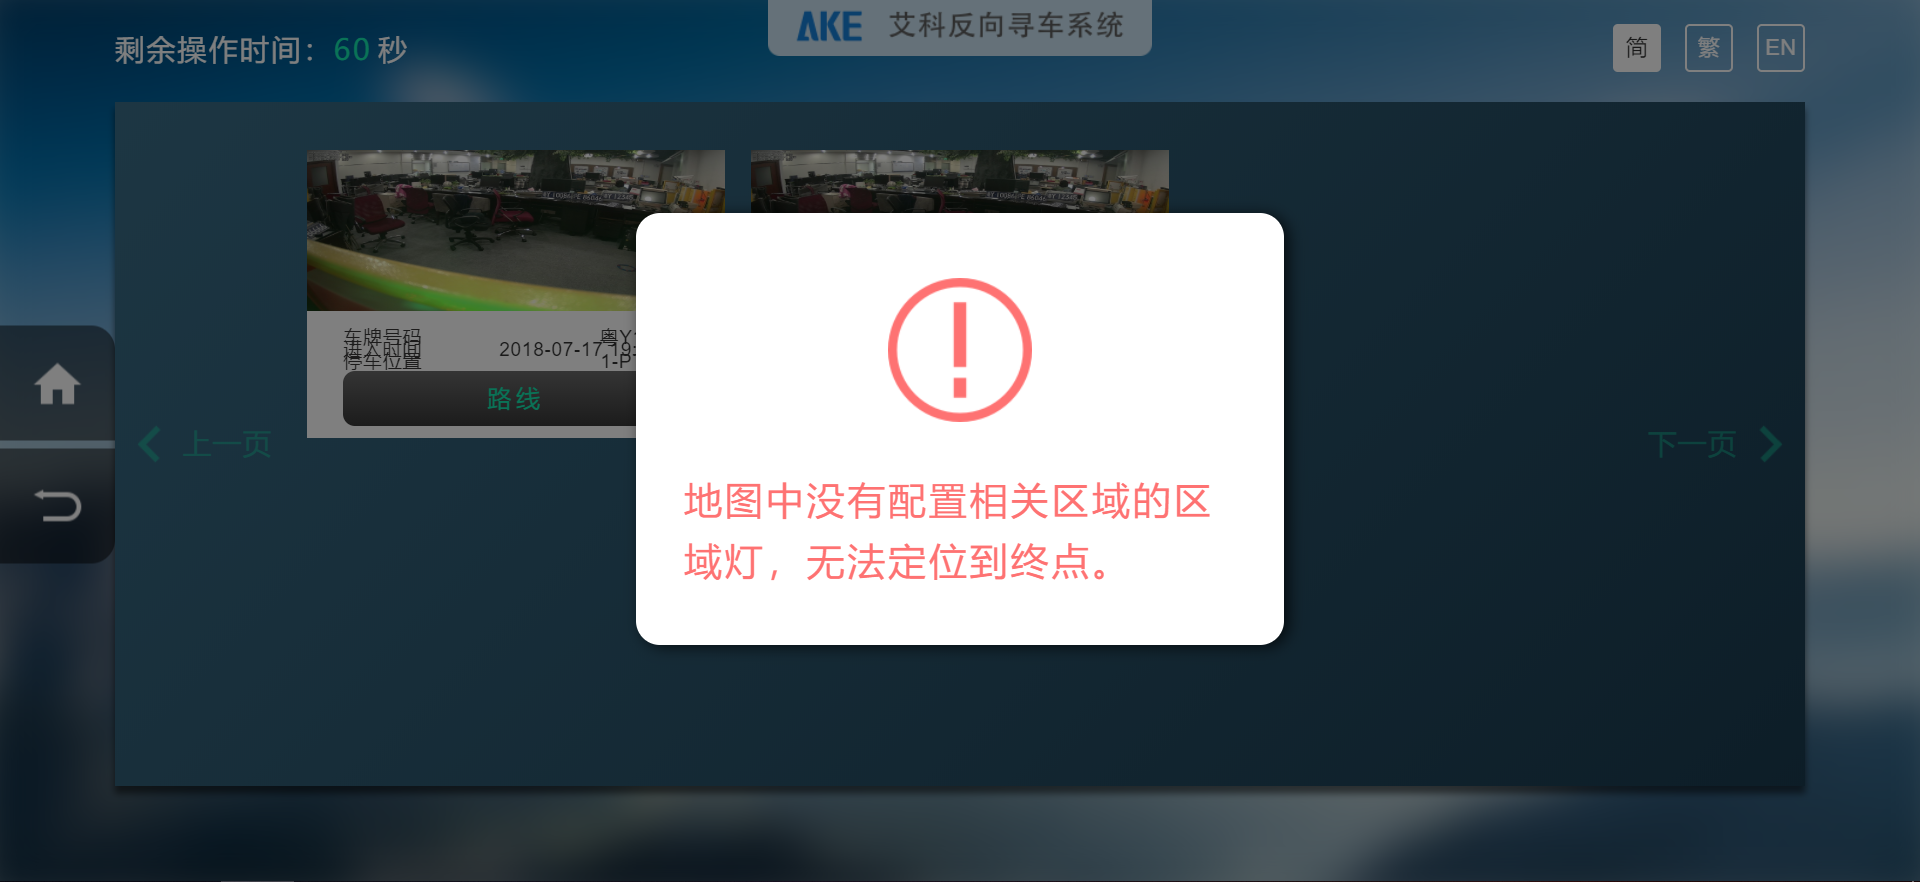 剩余操作时间：60 秒
AKE 艾科反向寻车系统
简 繁 EN
车牌号码 粤Y
进入时间 2018-07-17 19:
停车位置 1-P
路线
上一页
下一页
地图中没有配置相关区域的区
域灯，无法定位到终点。